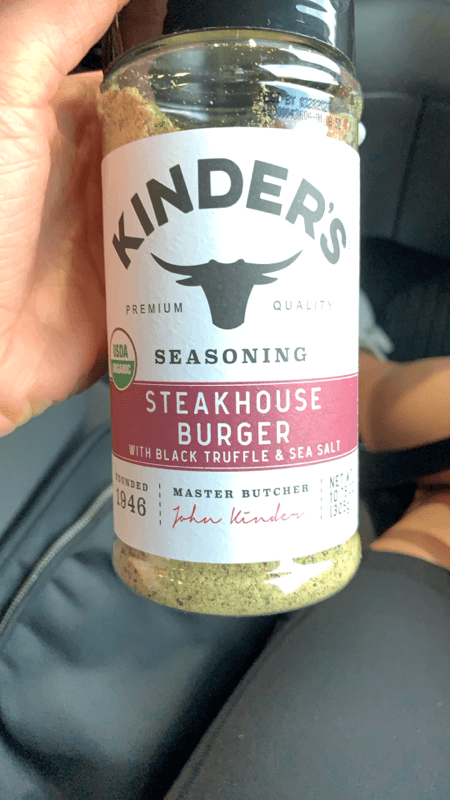 KINDER'S
PREMIUM QUALITY
USDA
ORGANIC
SEASONING
STEAKHOUSE
BURGER
WITH BLACK TRUFFLE & SEA SALT
FOUNDED
1946
MASTER BUTCHER
John Kinder
NET